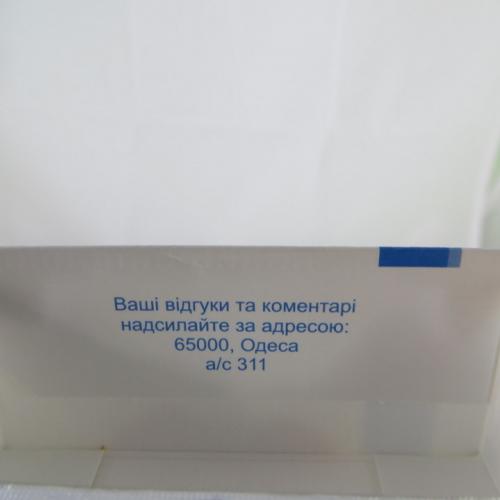 Ваші відгуки та коментарі
надсилайте за адресою:
65000, Одеса
а/с 311